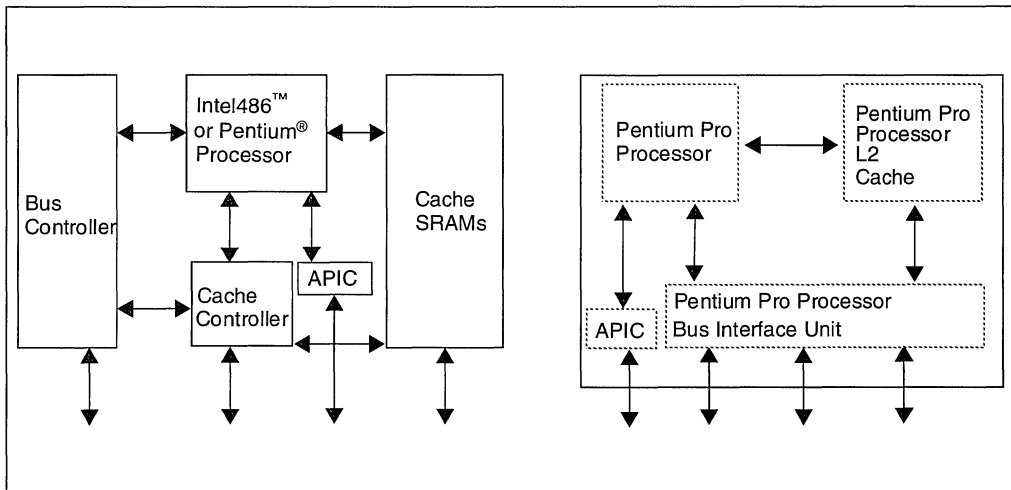 Intel486™
or Pentium®
Processor
Bus
Controller
Cache
SRAMs
APIC
Cache
Controller
Pentium Pro
Processor
Pentium Pro
Processor
L2
Cache
APIC
Pentium Pro Processor
Bus Interface Unit